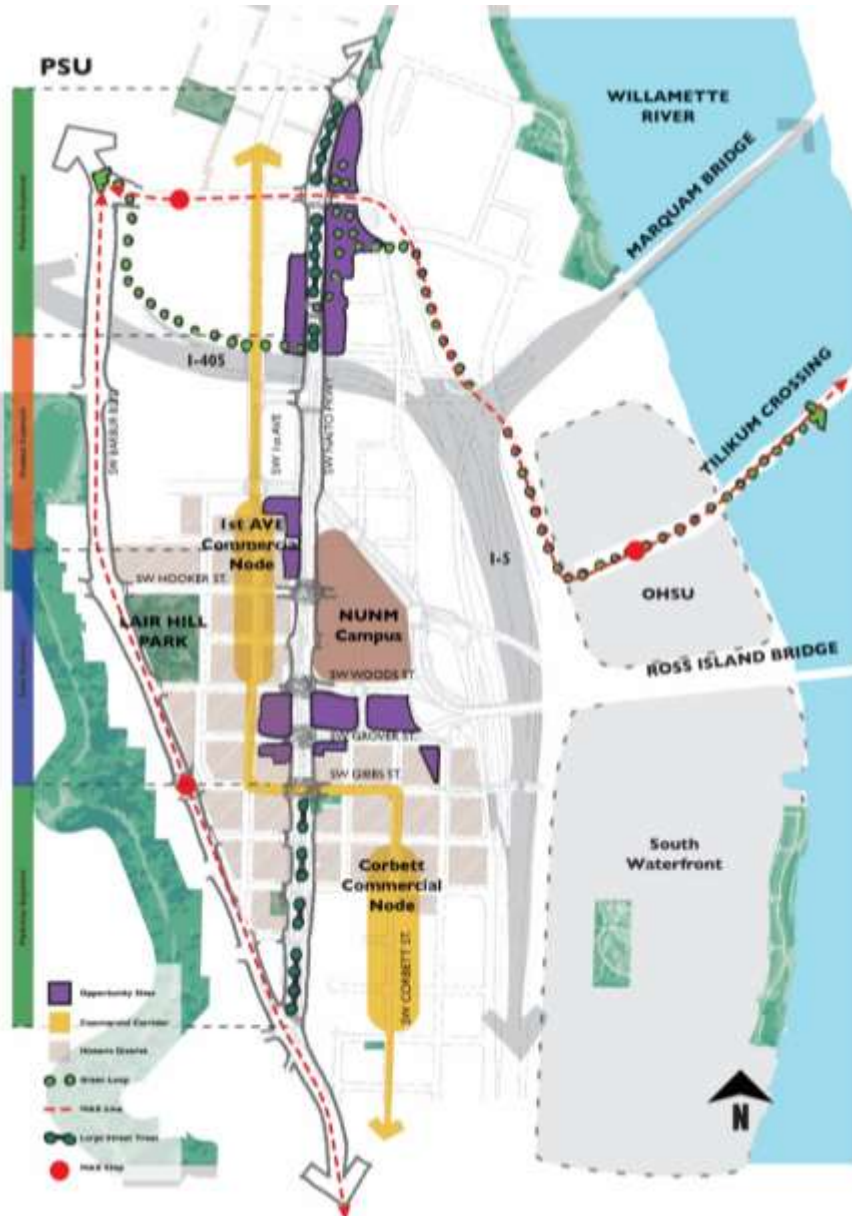 PSU
WILLAMETTE
RIVER
MARQUAM BRIDGE
I-405
SW BARBUR BLVD
SW 1st AVE
SW NAITO PKWY
TILIKUM CROSSING
1st AVE
Commercial
Node
I-5
SW HOOKER ST.
OHSU
LAIR HILL
PARK
NUNM
Campus
ROSS ISLAND BRIDGE
SW WOODS ST.
SW GROVER ST.
SW GIBBS ST.
South
Waterfront
Corbett
Commercial
Node
SW CORBETT ST.
Commercial Corridor
Historic District
Green Loop
MAX Line
Large Street Trees
MAX Stop
N